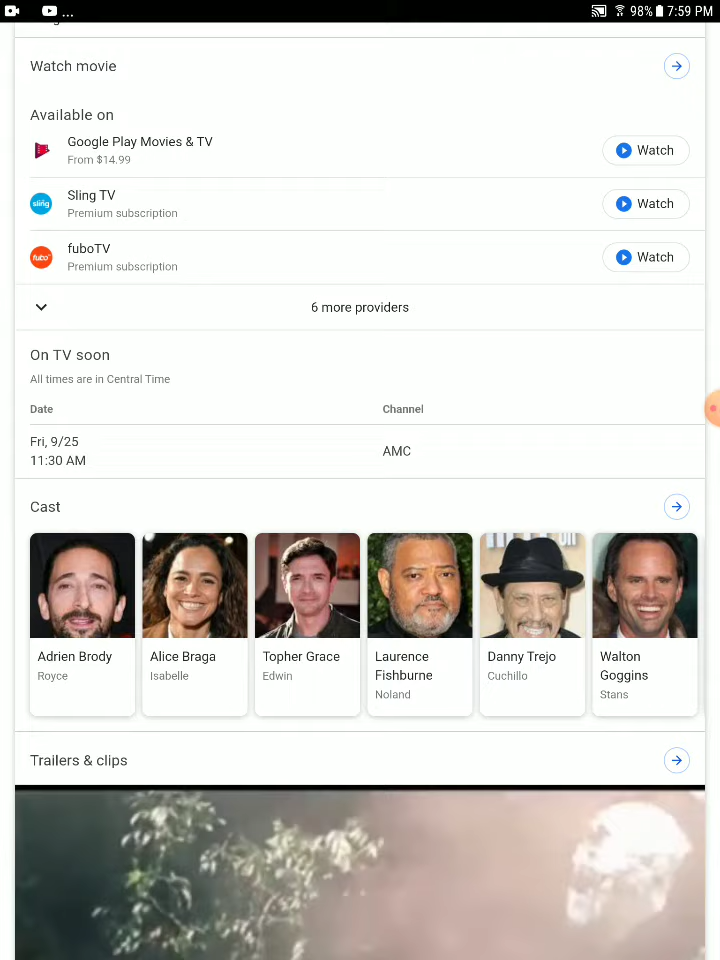 ...
98% 7:59 PM
Watch movie
Available on
Google Play Movies & TV
From $14.99
Watch
sling
Sling TV
Premium subscription
Watch
fubo
fuboTV
Premium subscription
Watch
6 more providers
On TV soon
All times are in Central Time
Date
Channel
Fri, 9/25
11:30 AM
AMC
Cast
Adrien Brody
Royce
Alice Braga
Isabelle
Topher Grace
Edwin
Laurence
Fishburne
Noland
Danny Trejo
Cuchillo
Walton
Goggins
Stans
Trailers & clips